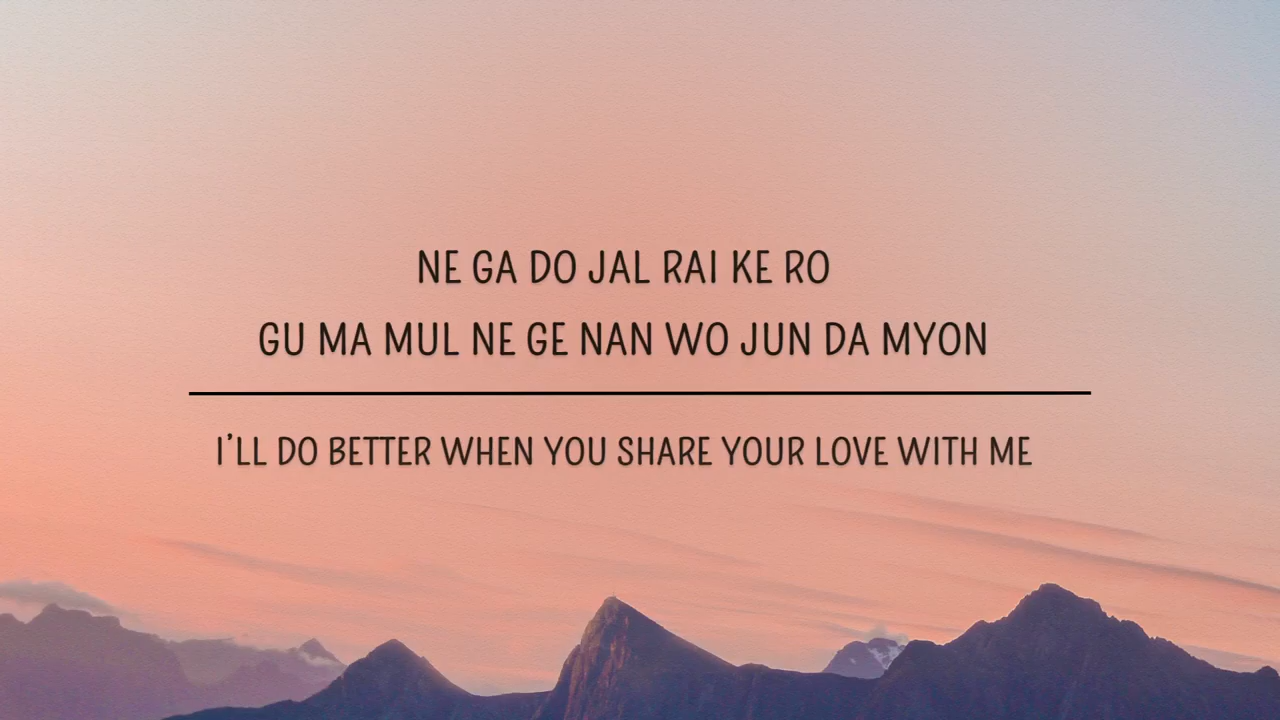 NE GA DO JAL RAI KE RO
GU MA MUL NE GE NAN WO JUN DA MYON
I'LL DO BETTER WHEN YOU SHARE YOUR LOVE WITH ME